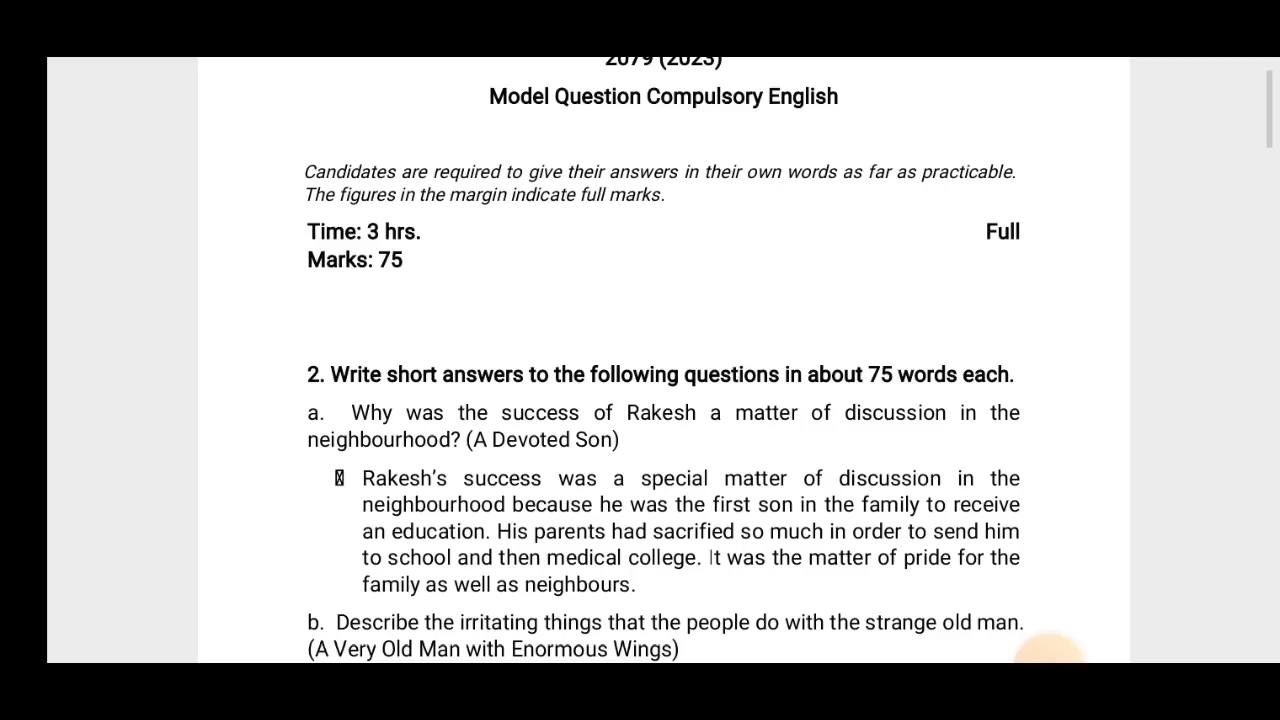 2079 (2023)
Model Question Compulsory English
Candidates are required to give their answers in their own words as far as practicable.
The figures in the margin indicate full marks.
Time: 3 hrs. Full
Marks: 75
2. Write short answers to the following questions in about 75 words each.
a. Why was the success of Rakesh a matter of discussion in the
neighbourhood? (A Devoted Son)
Rakesh's success was a special matter of discussion in the
neighbourhood because he was the first son in the family to receive
an education. His parents had sacrified so much in order to send him
to school and then medical college. It was the matter of pride for the
family as well as neighbours.
b. Describe the irritating things that the people do with the strange old man.
(A Very Old Man with Enormous Wings)